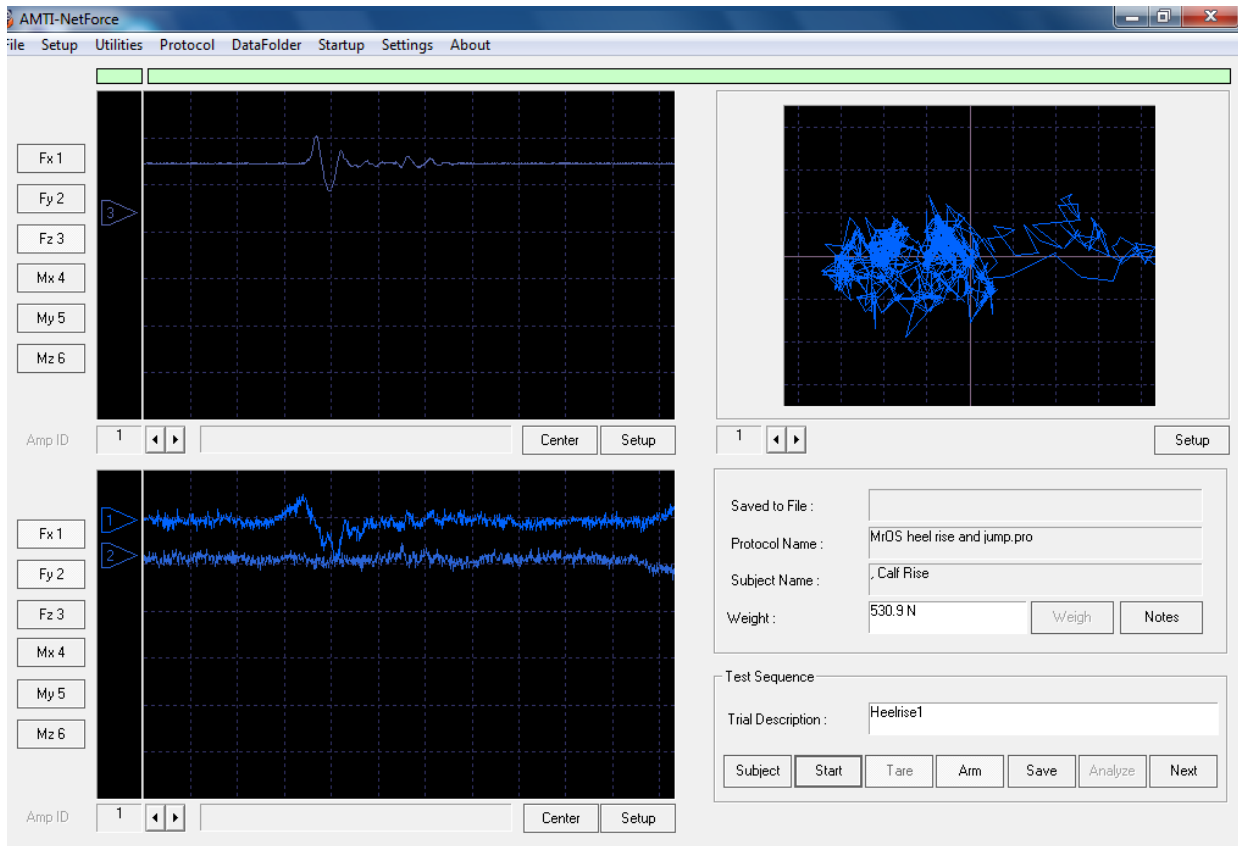 AMTI-NetForce
File Setup Utilities Protocol DataFolder Startup Settings About
Fx 1
Fy 2
Fz 3
Mx 4
My 5
Mz 6
3
Amp ID 1 Center Setup
1 Setup
Fx 1
Fy 2
Fz 3
Mx 4
My 5
Mz 6
1
2
Amp ID 1 Center Setup
Saved to File :
Protocol Name : MrOS heel rise and jump.pro
Subject Name : , Calf Rise
Weight : 530.9 N Weigh Notes
Test Sequence
Trial Description : Heelrise1
Subject Start Tare Arm Save Analyze Next